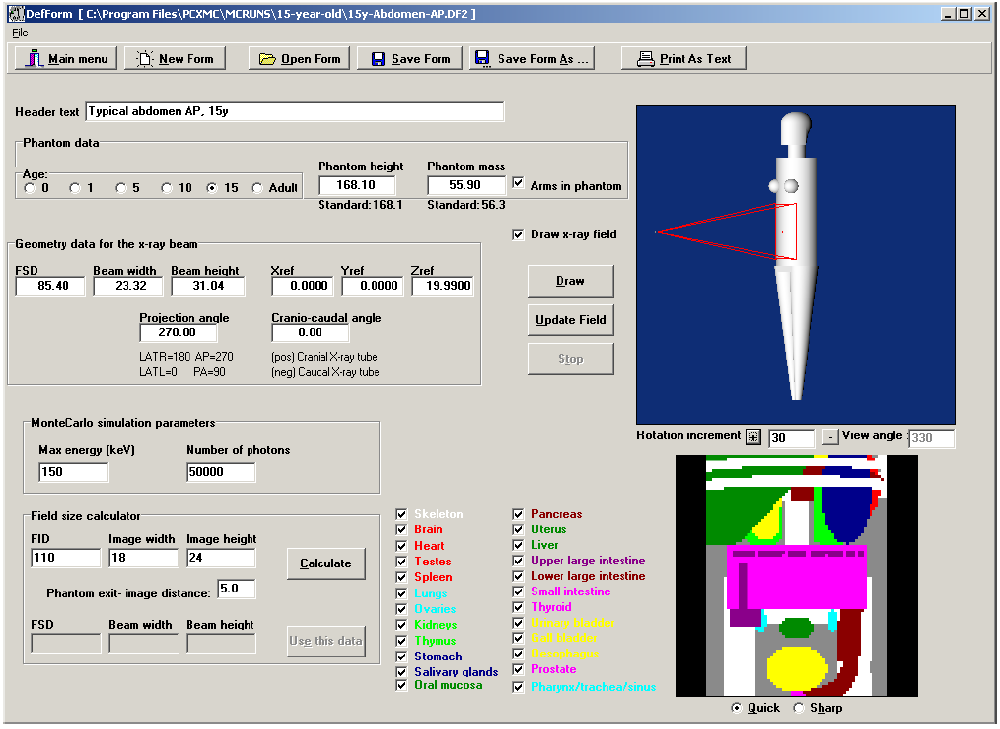 DefForm [ C:\Program Files\PCXMC\MCRUNS\15-year-old\15y-Abdomen-AP.DF2 ]
File
Main menu New Form Open Form Save Form Save Form As ... Print As Text
Header text Typical abdomen AP, 15y
Phantom data
Age: 0 1 5 10 15 Adult
Phantom height Phantom mass
168.10 55.90 Arms in phantom
Standard:168.1 Standard:56.3
Draw x-ray field
Geometry data for the x-ray beam
FSD Beam width Beam height Xref Yref Zref
85.40 23.32 31.04 0.0000 0.0000 19.9900
Projection angle Cranio-caudal angle
270.00 0.00
LATR=180 AP=270 (pos) Cranial X-ray tube
LATL=0 PA=90 (neg) Caudal X-ray tube
Draw
Update Field
Stop
Rotation increment + 30 - View angle : 330
MonteCarlo simulation parameters
Max energy (keV) Number of photons
150 50000
Field size calculator
FID Image width Image height
110 18 24
Calculate
Phantom exit- image distance: 5.0
FSD Beam width Beam height
Use this data
Skeleton
Brain
Heart
Testes
Spleen
Lungs
Ovaries
Kidneys
Thymus
Stomach
Salivary glands
Oral mucosa
Pancreas
Uterus
Liver
Upper large intestine
Lower large intestine
Small intestine
Thyroid
Urinary bladder
Gall bladder
Oesophagus
Prostate
Pharynx/trachea/sinus
Quick Sharp